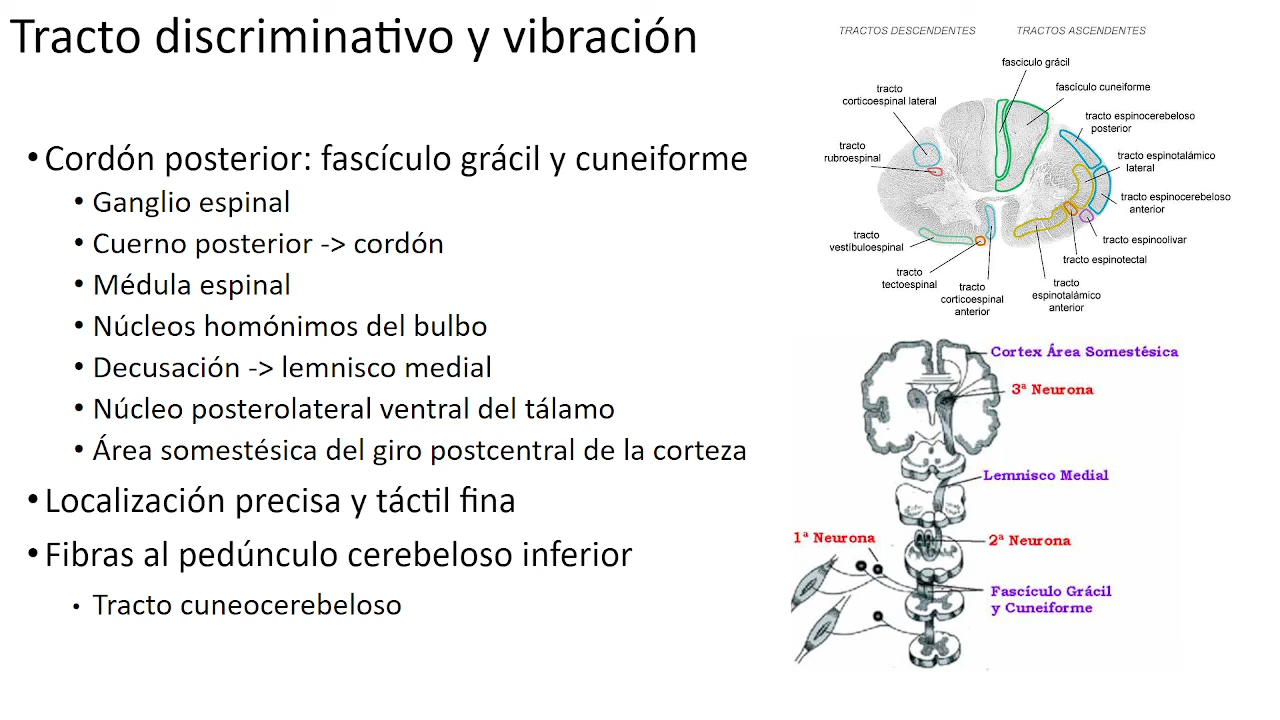 Tracto discriminativo y vibración
• Cordón posterior: fascículo grácil y cuneiforme
• Ganglio espinal
• Cuerno posterior -> cordón
• Médula espinal
• Núcleos homónimos del bulbo
• Decusación -> lemnisco medial
• Núcleo posterolateral ventral del tálamo
• Área somestésica del giro postcentral de la corteza
• Localización precisa y táctil fina
• Fibras al pedúnculo cerebeloso inferior
• Tracto cuneocerebeloso
TRACTOS DESCENDENTES
TRACTOS ASCENDENTES
fasciculo grácil
fascículo cuneiforme
tracto
corticoespinal lateral
tracto espinocerebeloso
posterior
tracto
rubroespinal
tracto espinotalámico
lateral
tracto espinocerebeloso
anterior
tracto
vestíbuloespinal
tracto espinoolivar
tracto espinotectal
tracto
tectoespinal
tracto
corticoespinal
anterior
tracto
espinotalámico
anterior
Cortex Área Somestésica
3ª Neurona
Lemnisco Medial
1ª Neurona
2ª Neurona
Fascículo Grácil
y Cuneiforme